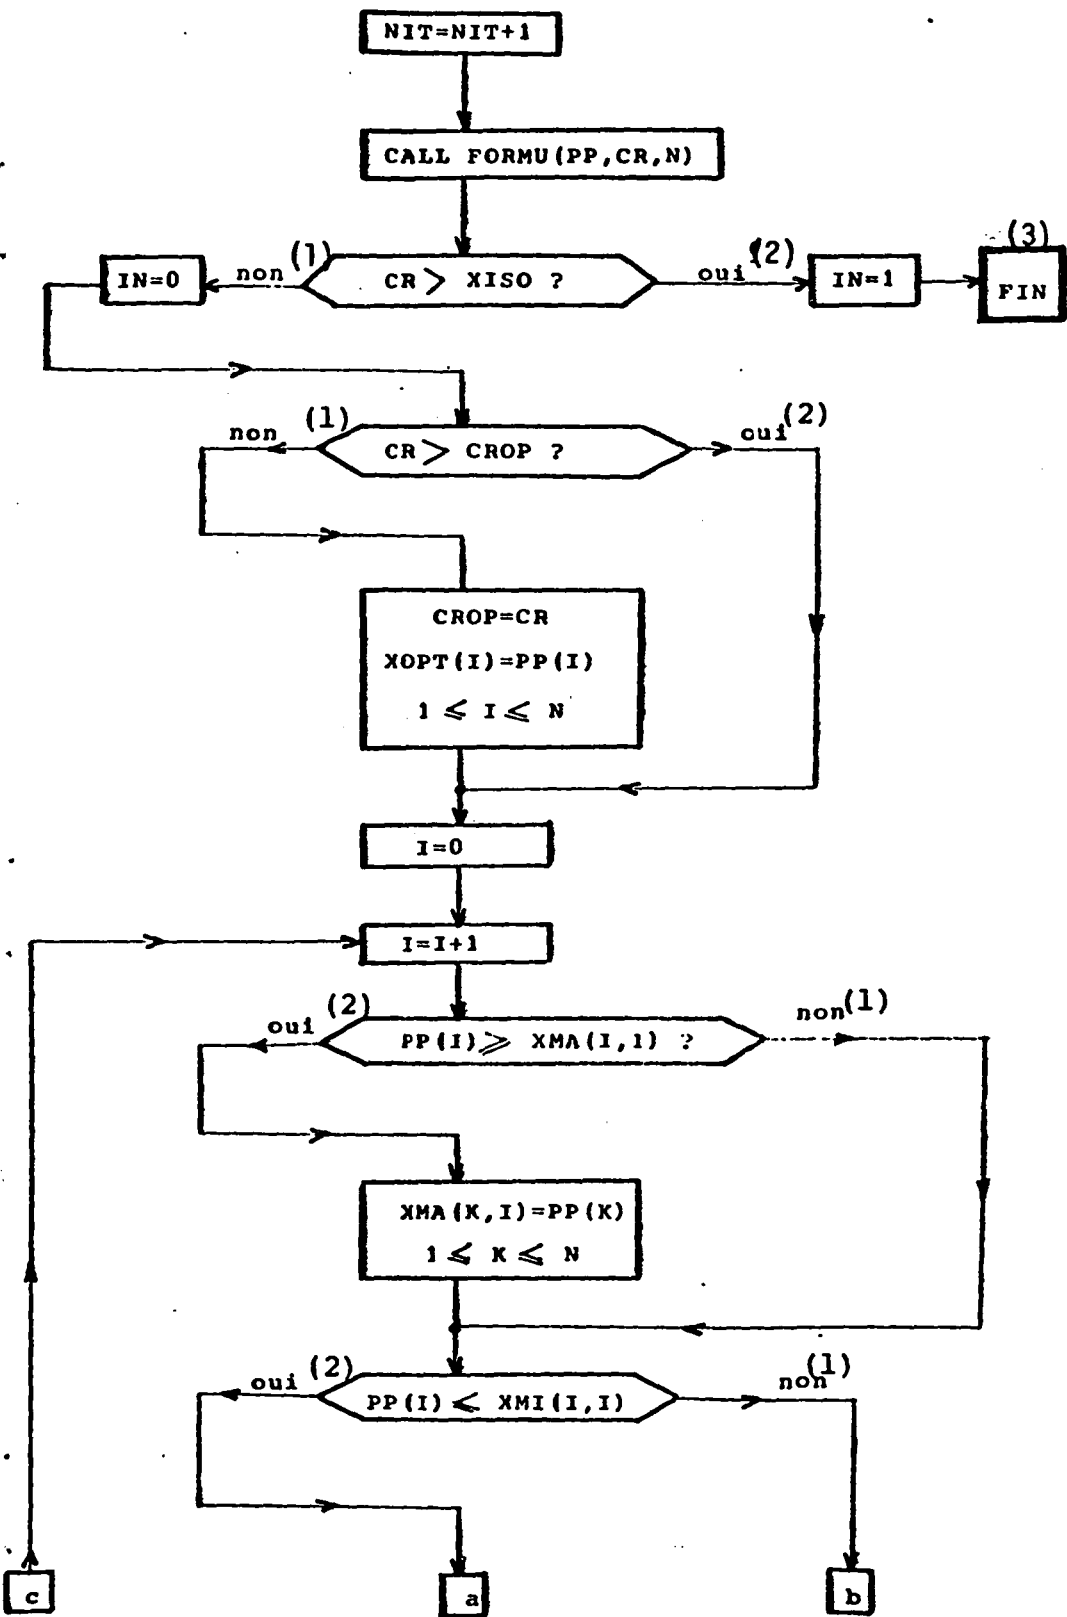 NIT=NIT+1
CALL FORMU(PP,CR,N)
IN=0
non (1)
CR > XISO ?
oui (2)
IN=1
(3)
FIN
non (1)
CR > CROP ?
oui (2)
CROP=CR
XOPT(I)=PP(I)
1 ⩽ I ⩽ N
I=0
I=I+1
oui (2)
PP(I) ⩾ XMA(I,1) ?
non (1)
XMA(K,I)=PP(K)
1 ⩽ K ⩽ N
oui (2)
PP(I) ⩽ XMI(I,I)
non (1)
c
a
b